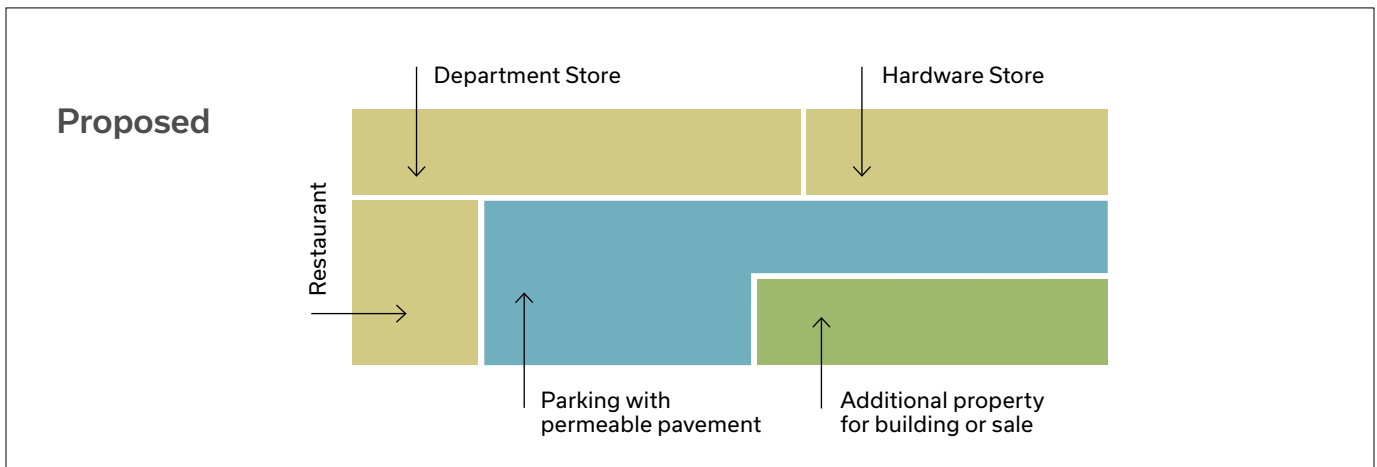 Proposed
Department Store
Hardware Store
Restaurant
Parking with
permeable pavement
Additional property
for building or sale